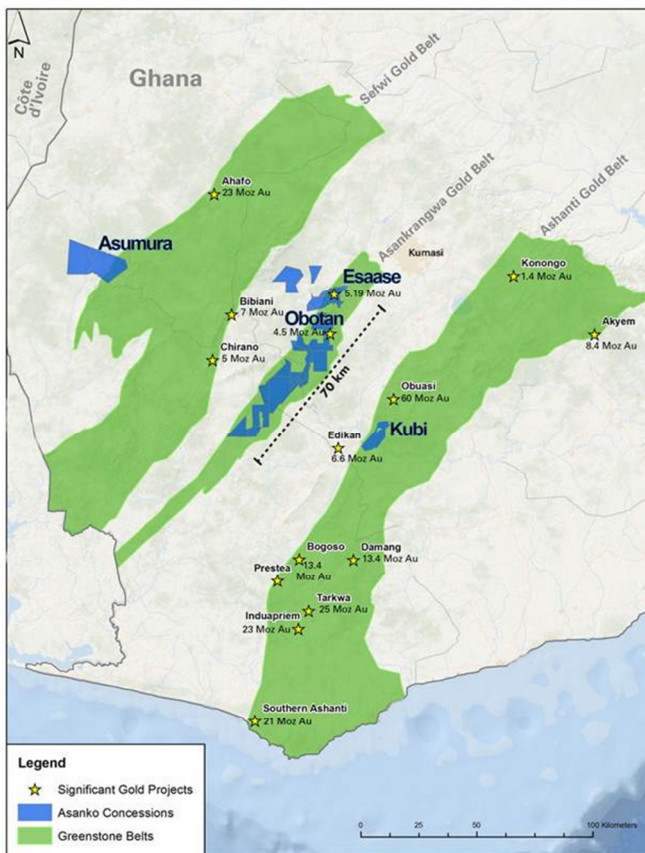 N
Ghana
Côte
d'Ivoire
Sefwi Gold Belt
Asankrangwa Gold Belt
Ashanti Gold Belt
Ahafo
23 Moz Au
Asumura
Kumasi
Konongo
1.4 Moz Au
Esaase
5.19 Moz Au
Bibiani
7 Moz Au
Obotan
4.5 Moz Au
Akyem
8.4 Moz Au
Chirano
5 Moz Au
70 km
Obuasi
60 Moz Au
Kubi
Edikan
6.6 Moz Au
Bogoso
13.4
Moz Au
Damang
13.4 Moz Au
Prestea
Tarkwa
25 Moz Au
Induapriem
23 Moz Au
Southern Ashanti
21 Moz Au
Legend
Significant Gold Projects
Asanko Concessions
Greenstone Belts
0 25 50 100 Kilometers